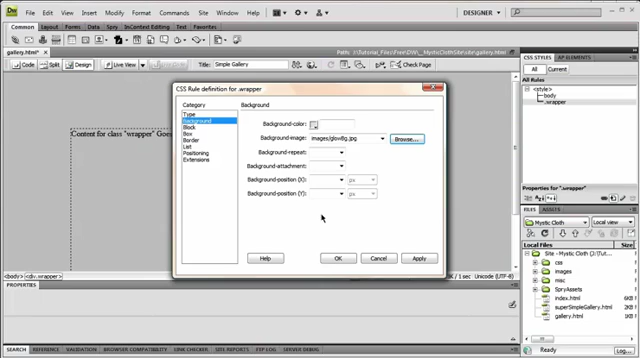 Dw File Edit View Insert Modify Format Commands Site Window Help DESIGNER
Common Layout Forms Data Spry InContext Editing Text Favorites
gallery.html*
Code Split Design Live View Title: Simple Gallery Check Page
CSS STYLES AP ELEMENTS
All Current
All Rules
<style>
body
.wrapper
Content for class "wrapper" Goes
CSS Rule definition for .wrapper
Category
Type
Background
Block
Box
Border
List
Positioning
Extensions
Background
Background-color:
Background-image: images/glowBg.jpg Browse...
Background-repeat:
Background-attachment:
Background-position (X): px
Background-position (Y): px
Help OK Cancel Apply
Properties for ".wrapper"
FILES ASSETS
Mystic Cloth Local view
Local Files
css
images
misc
SpryAssets
index.html
superSimpleGallery.html
gallery.html
<body> <div.wrapper>
1 sec Unicode (UTF-8)
PROPERTIES
Ready Log...
SEARCH REFERENCE VALIDATION BROWSER COMPATIBILITY LINK CHECKER SITE REPORTS FTP LOG SERVER DEBUG